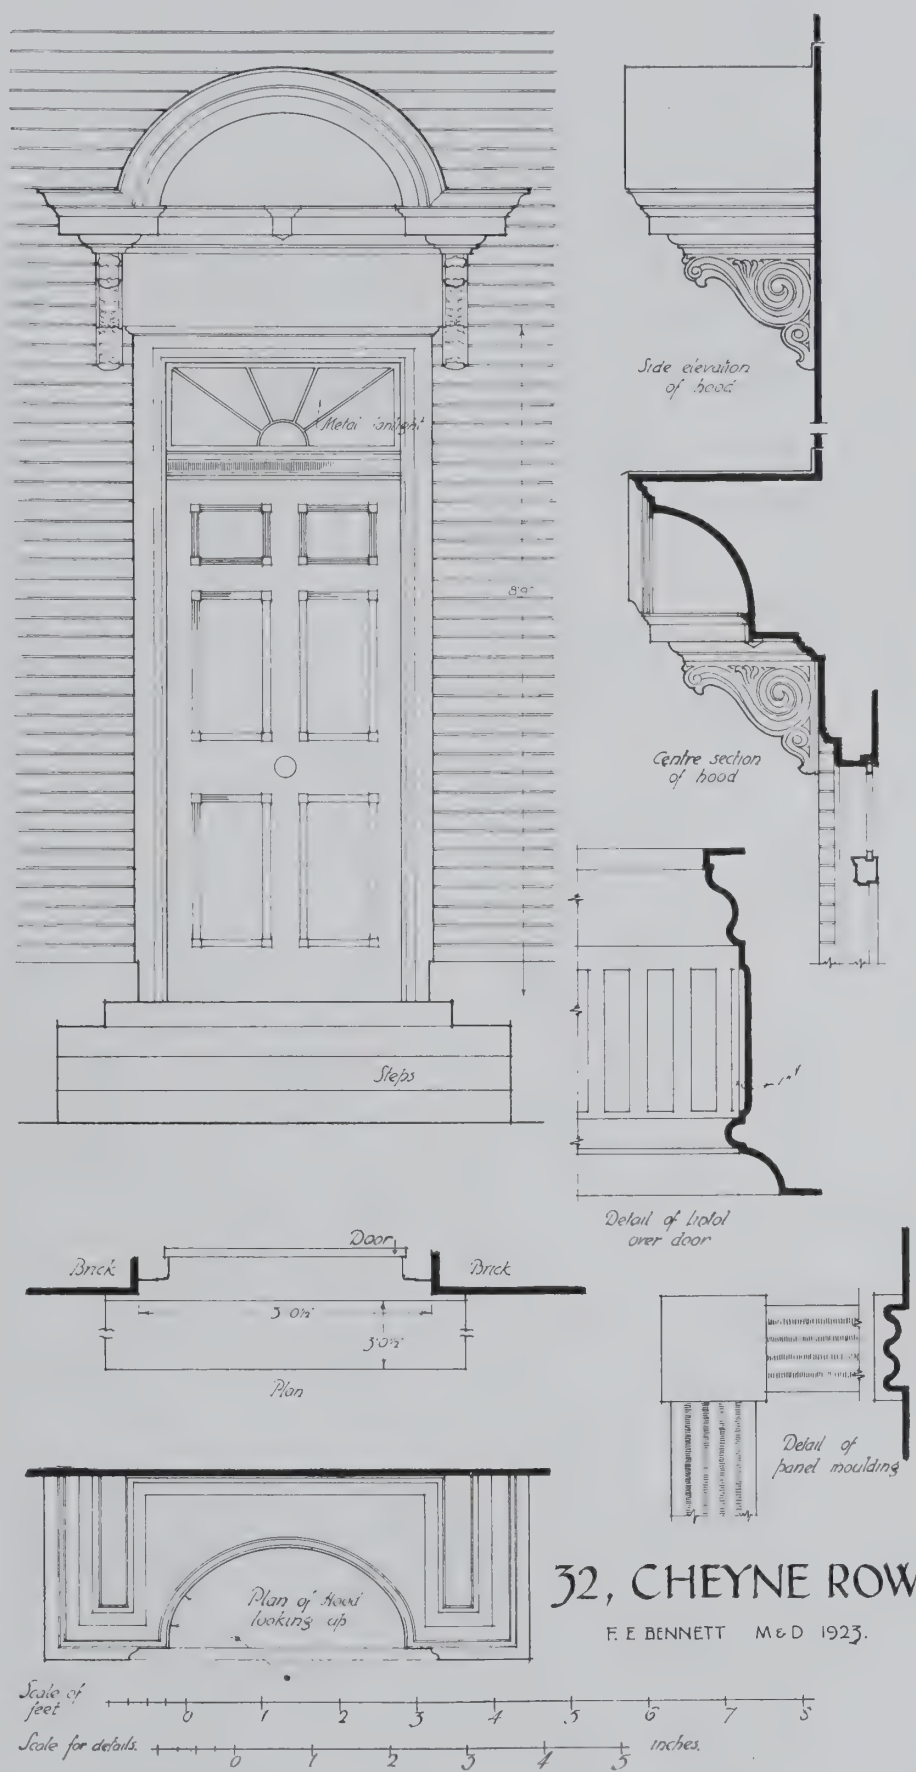 Side elevation
of hood
Metal fanlight
8'9"
Centre section
of hood
Steps
Detail of Lintol
over door
Door
Brick
Brick
3'0½"
Plan
Detail of
panel moulding
Plan of Hood
looking up
32, CHEYNE ROW
F. E BENNETT M & D 1923.
Scale of
feet
0 1 2 3 4 5 6 7 8
Scale for details.
0 1 2 3 4 5 inches.